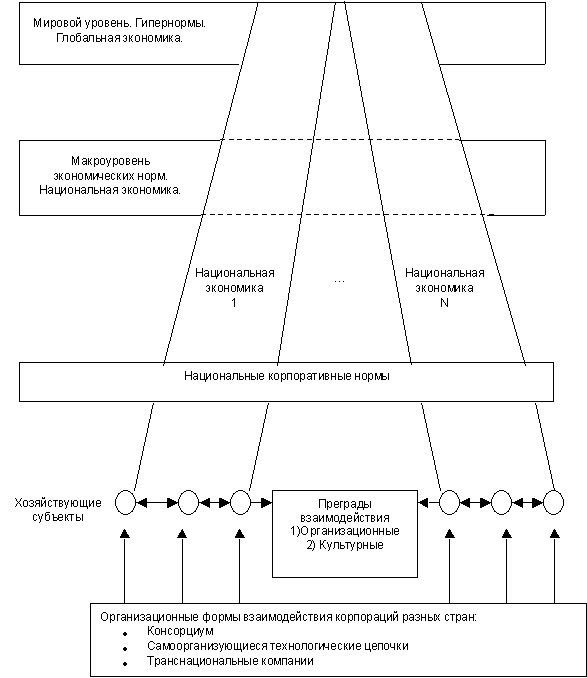 Мировой уровень. Гипернормы.
Глобальная экономика.
Макроуровень
экономических норм.
Национальная экономика.
Национальная
экономика
1
...
Национальная
экономика
N
Национальные корпоративные нормы
Хозяйствующие
субъекты
Преграды
взаимодействия
1)Организационные
2) Культурные
Организационные формы взаимодействия корпораций разных стран:
• Консорциум
• Самоорганизующиеся технологические цепочки
• Транснациональные компании